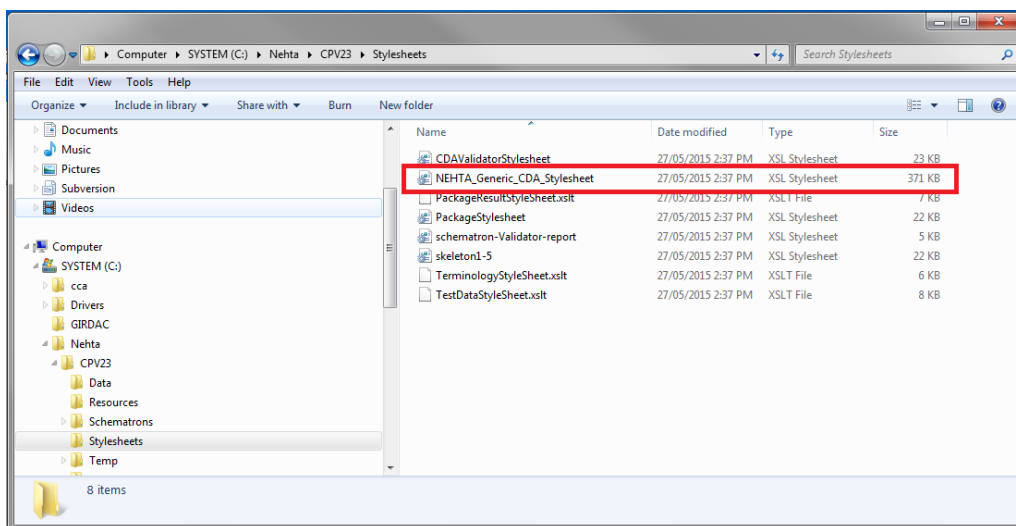 Computer SYSTEM (C:) Nehta CPV23 Stylesheets Search Stylesheets
File Edit View Tools Help
Organize Include in library Share with Burn New folder
Documents
Music
Pictures
Subversion
Videos
Computer
SYSTEM (C:)
cca
Drivers
GIRDAC
Nehta
CPV23
Data
Resources
Schematrons
Stylesheets
Temp
Name Date modified Type Size
CDAValidatorStylesheet 27/05/2015 2:37 PM XSL Stylesheet 23 KB
NEHTA_Generic_CDA_Stylesheet 27/05/2015 2:37 PM XSL Stylesheet 371 KB
PackageResultStyleSheet.xslt 27/05/2015 2:37 PM XSLT File 7 KB
PackageStylesheet 27/05/2015 2:37 PM XSL Stylesheet 22 KB
schematron-Validator-report 27/05/2015 2:37 PM XSL Stylesheet 5 KB
skeleton1-5 27/05/2015 2:37 PM XSL Stylesheet 22 KB
TerminologyStyleSheet.xslt 27/05/2015 2:37 PM XSLT File 6 KB
TestDataStyleSheet.xslt 27/05/2015 2:37 PM XSLT File 8 KB
8 items